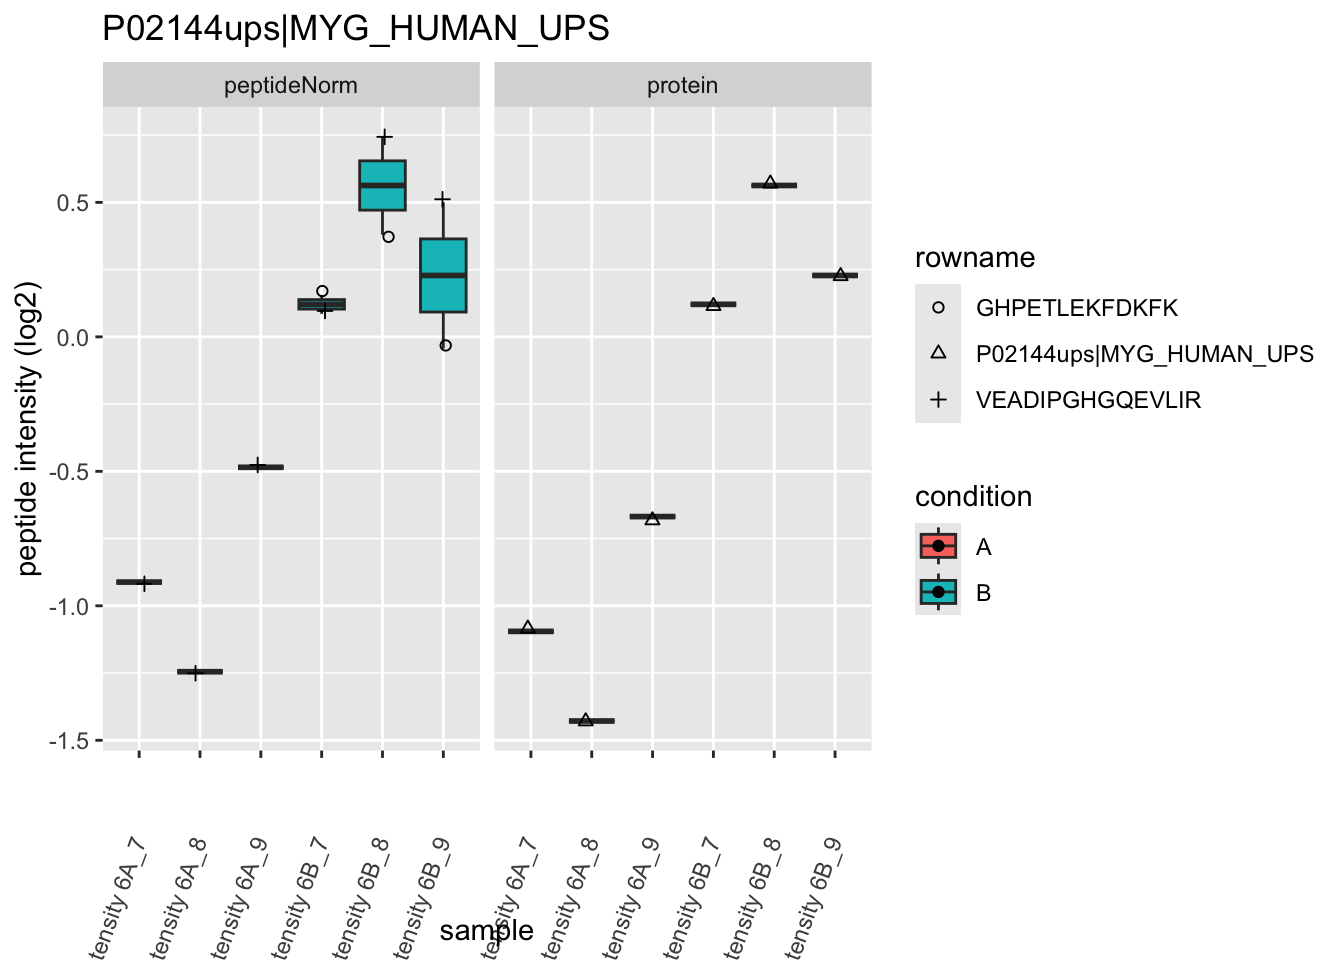 P02144ups|MYG_HUMAN_UPS
peptideNorm
protein
peptide intensity (log2)
0.5
0.0
-0.5
-1.0
-1.5
tensity 6A_7
tensity 6A_8
tensity 6A_9
tensity 6B_7
tensity 6B_8
tensity 6B_9
tensity 6A_7
tensity 6A_8
tensity 6A_9
tensity 6B_7
tensity 6B_8
tensity 6B_9
sample
rowname
GHPETLEKFDKFK
P02144ups|MYG_HUMAN_UPS
VEADIPGHGQEVLIR
condition
A
B